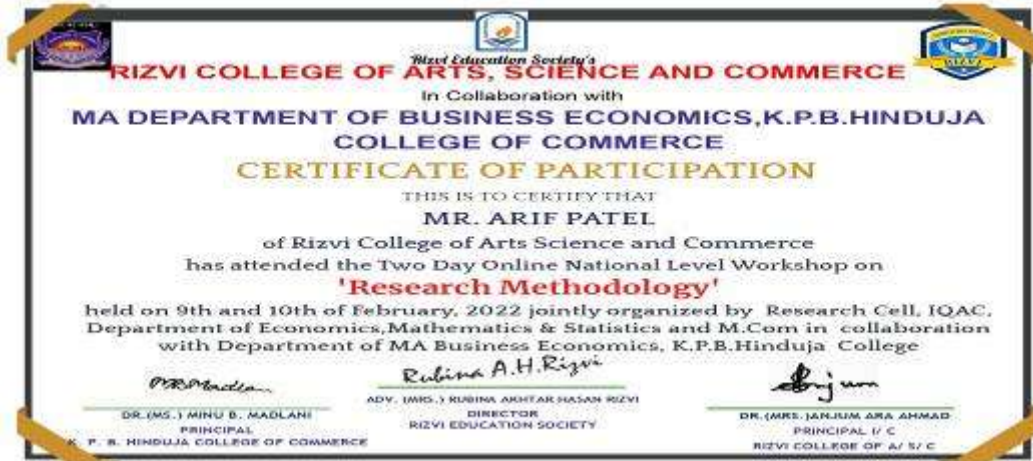 Rizvi Education Society's
RIZVI COLLEGE OF ARTS, SCIENCE AND COMMERCE
In Collaboration with
MA DEPARTMENT OF BUSINESS ECONOMICS,K.P.B.HINDUJA
COLLEGE OF COMMERCE
CERTIFICATE OF PARTICIPATION
THIS IS TO CERTIFY THAT
MR. ARIF PATEL
of Rizvi College of Arts Science and Commerce
has attended the Two Day Online National Level Workshop on
'Research Methodology'
held on 9th and 10th of February, 2022 jointly organized by Research Cell, IQAC,
Department of Economics,Mathematics & Statistics and M.Com in collaboration
with Department of MA Business Economics, K.P.B.Hinduja College
Rubina A.H.Rizvi
DR.(MS.) MINU B. MADLANI
PRINCIPAL
K. P. B. HINDUJA COLLEGE OF COMMERCE
ADV. (MRS.) RUBINA AKHTAR HASAN RIZVI
DIRECTOR
RIZVI EDUCATION SOCIETY
Anjum
DR.(MRS.)ANJUM ARA AHMAD
PRINCIPAL I/ C
RIZVI COLLEGE OF A/ S/ C
RIZVI